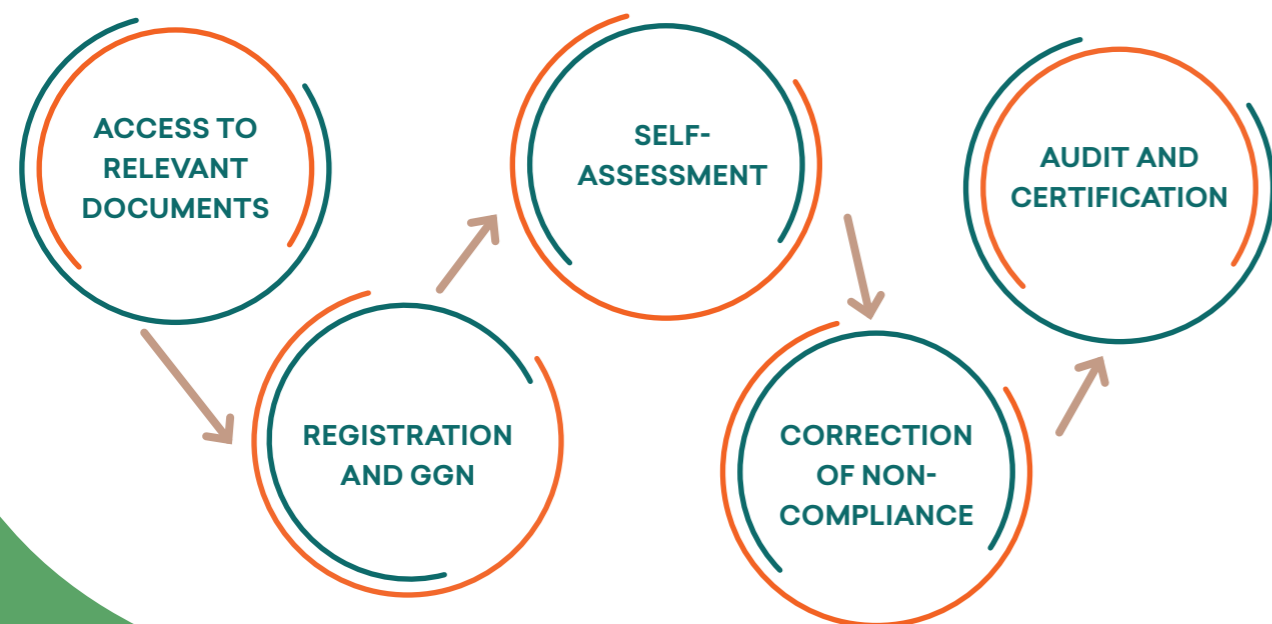 ACCESS TO
RELEVANT
DOCUMENTS
REGISTRATION
AND GGN
SELF-
ASSESSMENT
CORRECTION
OF NON-
COMPLIANCE
AUDIT AND
CERTIFICATION